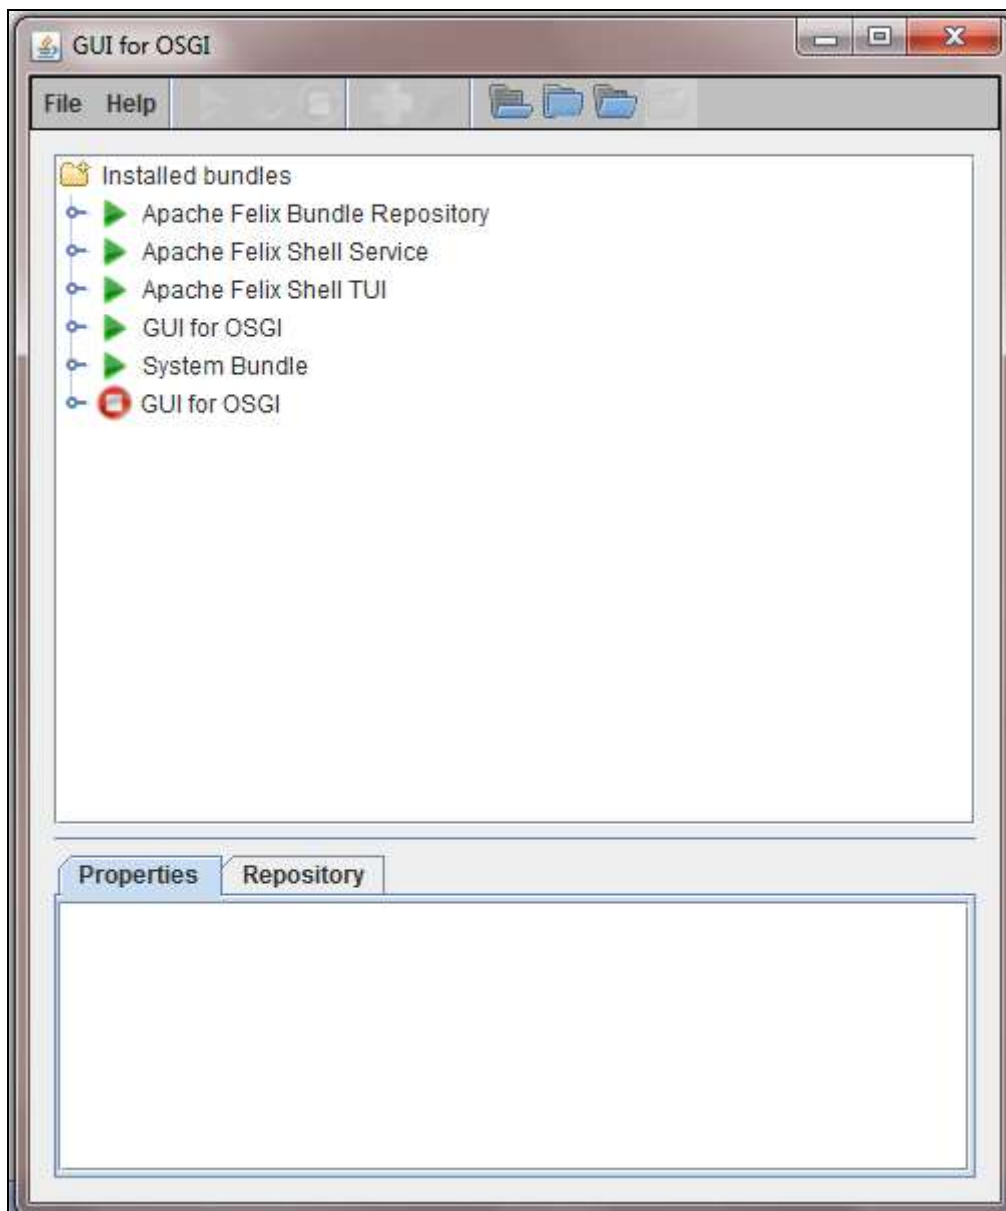 GUI for OSGI
File Help
Installed bundles
Apache Felix Bundle Repository
Apache Felix Shell Service
Apache Felix Shell TUI
GUI for OSGI
System Bundle
GUI for OSGI
Properties Repository